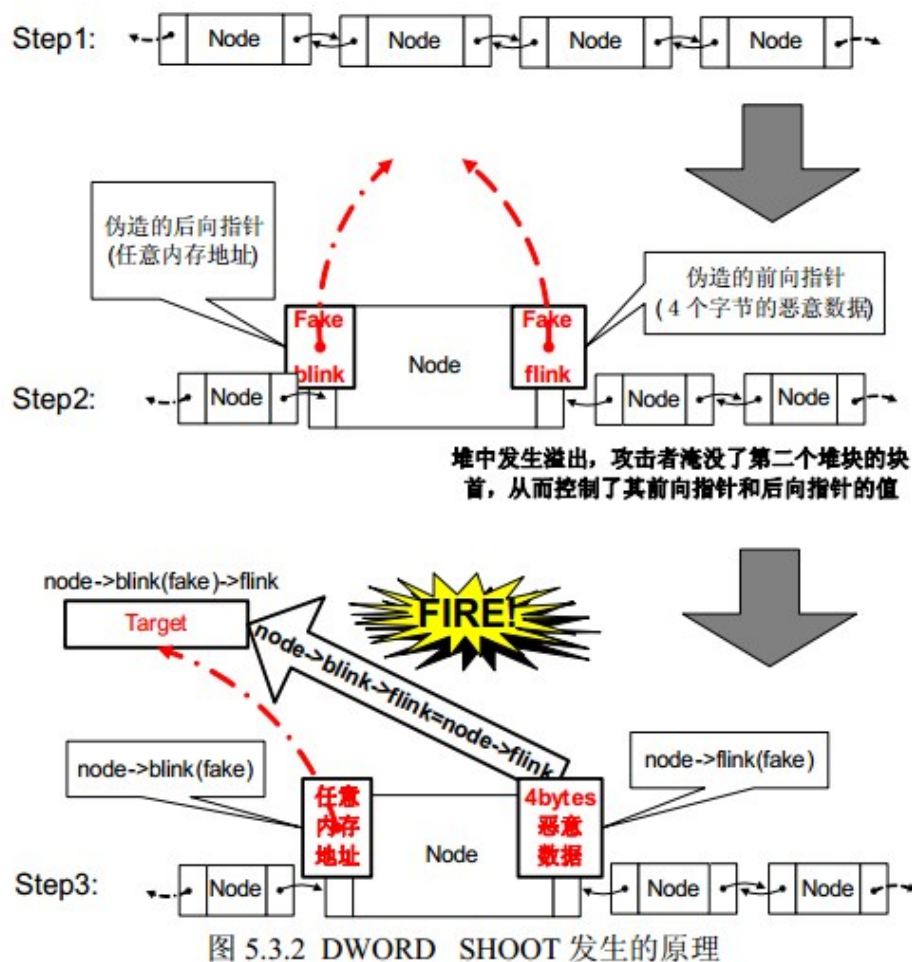 Step1:
Node
Node
Node
Node
伪造的后向指针
(任意内存地址)
伪造的前向指针
( 4 个字节的恶意数据)
Fake
blink
Node
Fake
flink
Step2:
Node
Node
Node
堆中发生溢出，攻击者淹没了第二个堆块的块
首，从而控制了其前向指针和后向指针的值
node->blink(fake)->flink
Target
FIRE!
node->blink->flink=node->flink
node->blink(fake)
node->flink(fake)
任意
内存
地址
Node
4bytes
恶意
数据
Step3:
Node
Node
Node
图 5.3.2 DWORD SHOOT 发生的原理